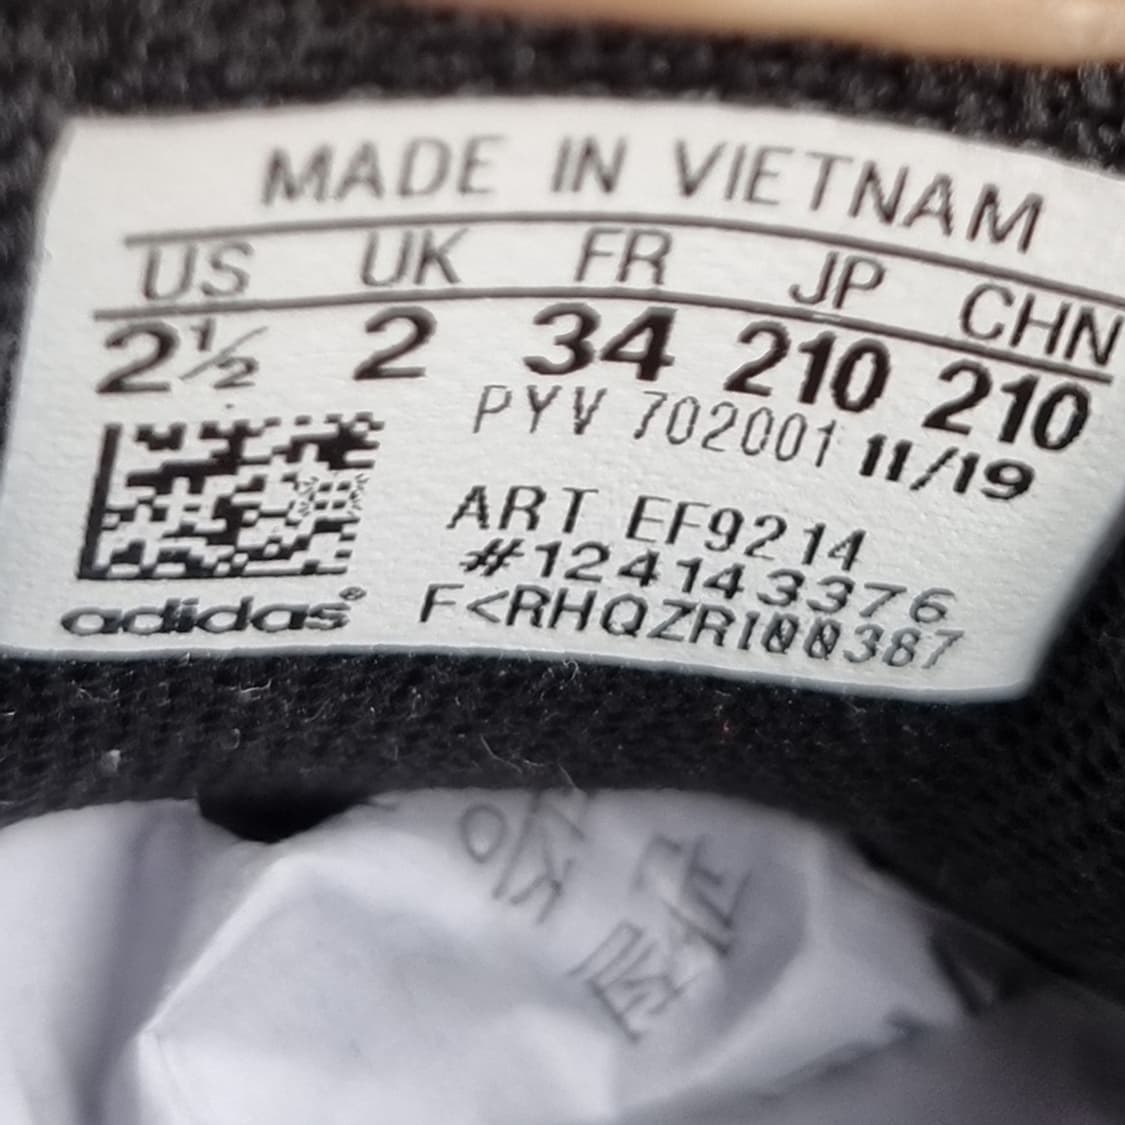 MADE IN VIETNAM
US UK FR JP CHN
2½ 2 34 210 210
PYV 702001 11/19
ART EF9214
#124143376
F<RHQZRI00387
adidas®